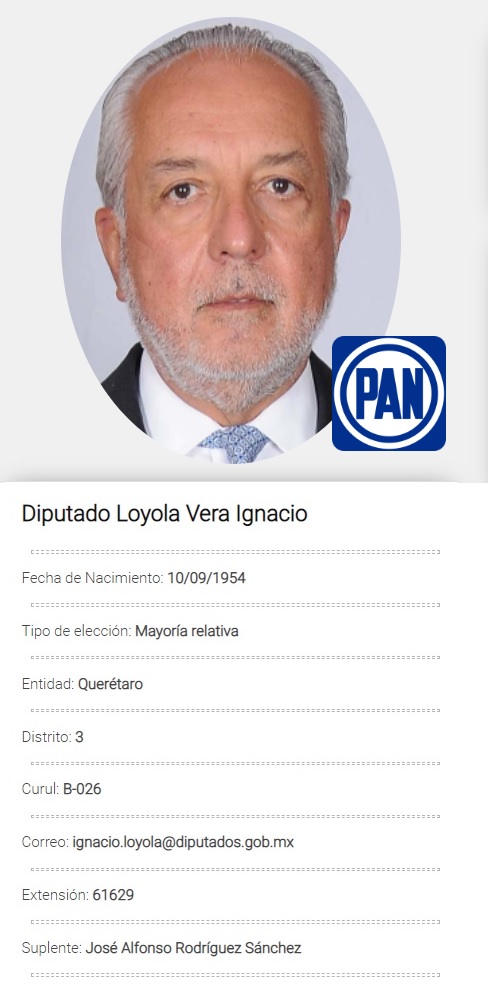 PAN
Diputado Loyola Vera Ignacio
Fecha de Nacimiento: 10/09/1954
Tipo de elección: Mayoría relativa
Entidad: Querétaro
Distrito: 3
Curul: B-026
Correo: ignacio.loyola@diputados.gob.mx
Extensión: 61629
Suplente: José Alfonso Rodríguez Sánchez